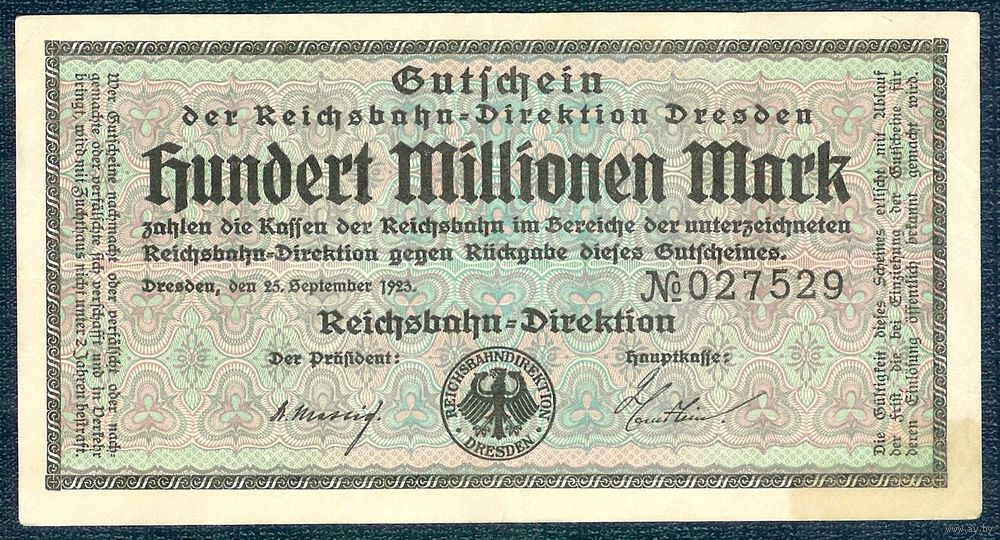 Gutschein
der Reichsbahn-Direktion Dresden
Hundert Millionen Mark
zahlen die Kassen der Reichsbahn im Bereiche der unterzeichneten
Reichsbahn-Direktion gegen Rückgabe dieses Gutscheines.
Dresden, den 25. September 1923.
№ 027529
Reichsbahn-Direktion
Der Präsident:
Hauptkasse:
REICHSBAHNDIREKTION
· DRESDEN ·
Wer Gutscheine nachmacht oder verfälscht oder nach-
gemachte oder verfälschte sich verschafft und in Verkehr
bringt, wird mit Zuchthaus nicht unter 2 Jahren bestraft
Die Gültigkeit dieses Scheines erlischt mit Ablauf
der Frist, die bei Einziehung der Gutscheine für
deren Einlösung öffentlich bekannt gemacht wird.
www.ay.by